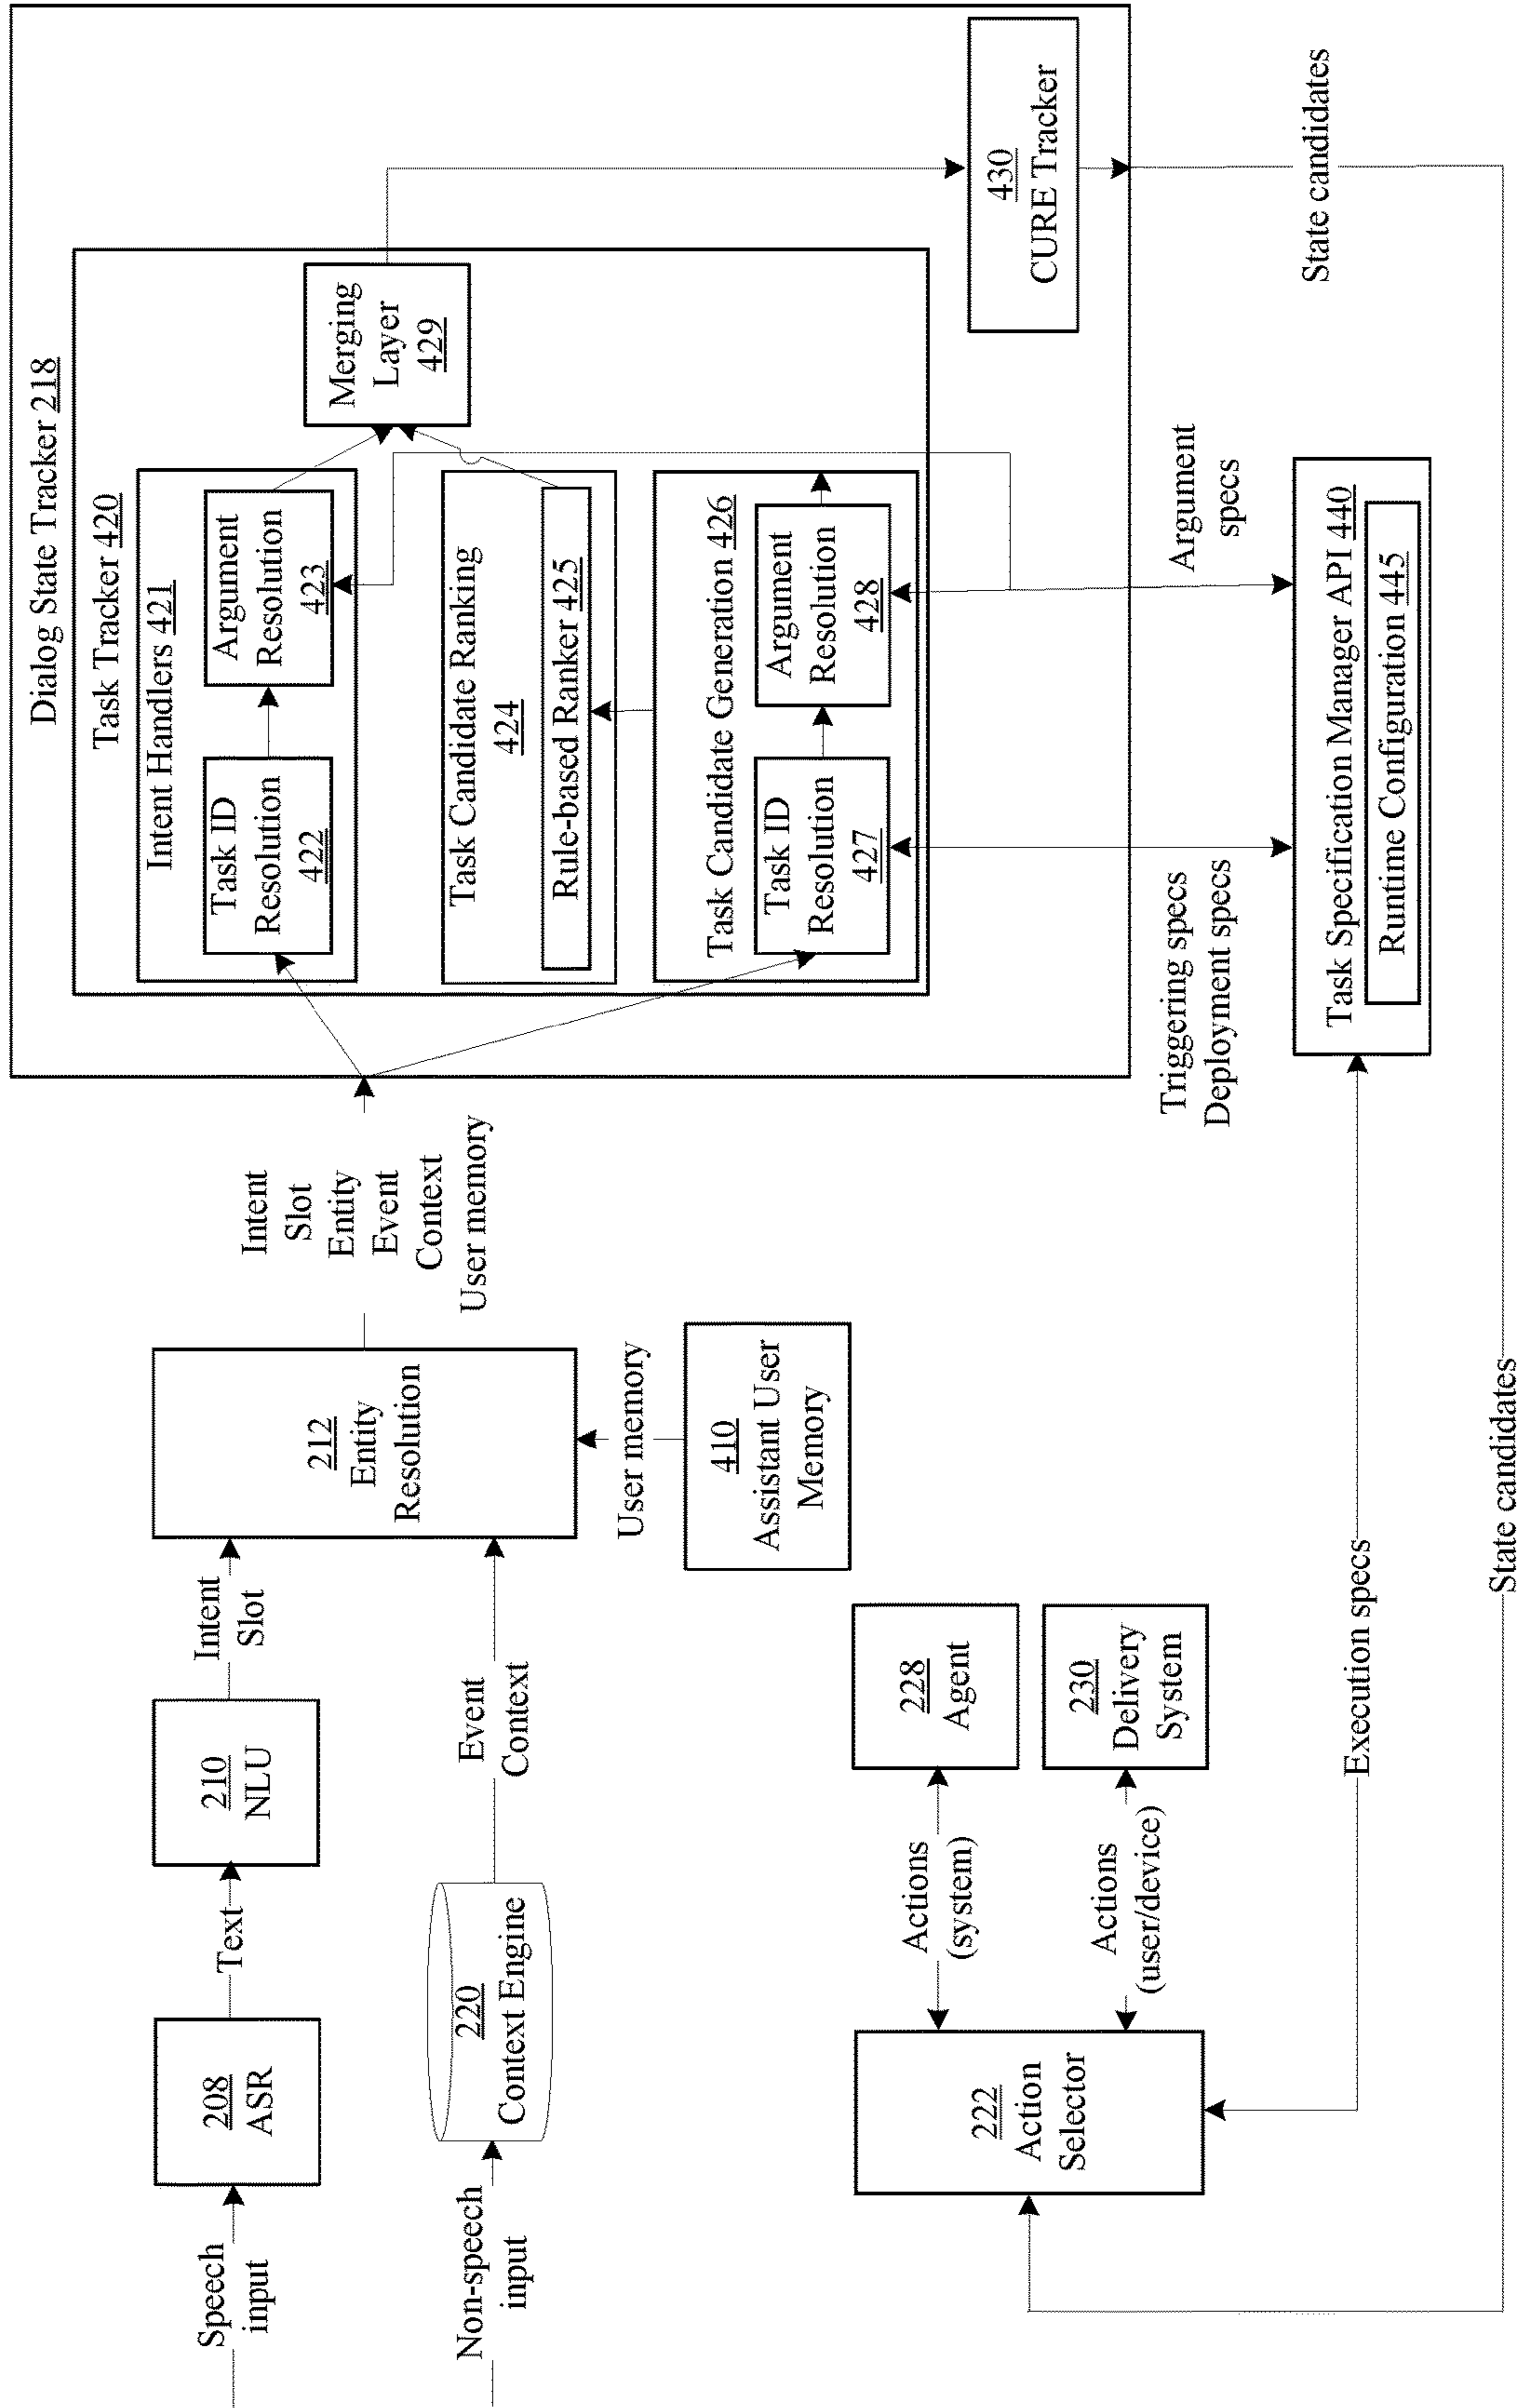 Speech
input
208
ASR
Text
210
NLU
Intent
Slot
Non-speech
input
220
Context Engine
Event
Context
212
Entity
Resolution
User memory
410
Assistant User
Memory
Intent
Slot
Entity
Event
Context
User memory
Dialog State Tracker 218
Task Tracker 420
Intent Handlers 421
Task ID
Resolution
422
Argument
Resolution
423
Merging
Layer
429
Task Candidate Ranking
424
Rule-based Ranker 425
Task Candidate Generation 426
Task ID
Resolution
427
Argument
Resolution
428
430
CURE Tracker
Triggering specs
Deployment specs
Argument
specs
State candidates
Task Specification Manager API 440
Runtime Configuration 445
222
Action
Selector
Actions
(system)
228
Agent
Actions
(user/device)
230
Delivery
System
Execution specs
State candidates